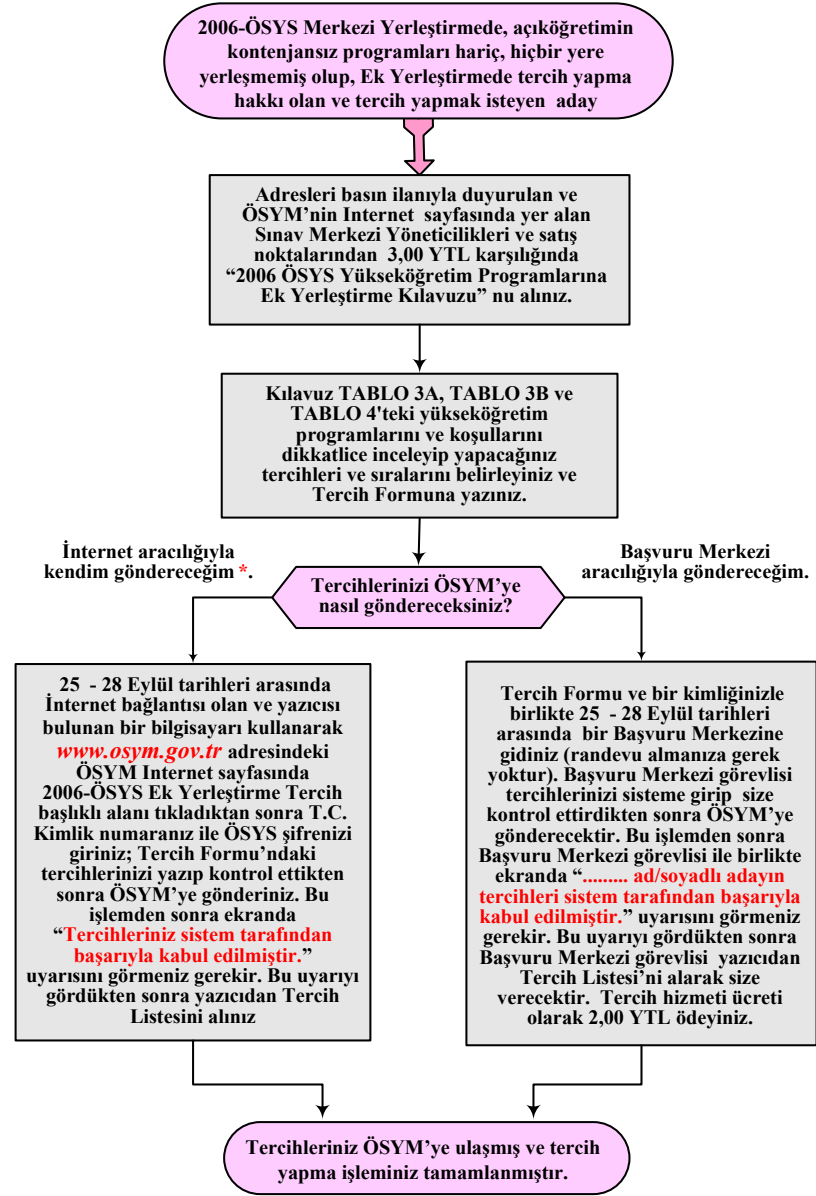 2006-ÖSYS Merkezi Yerleştirmede, açıköğretimin
kontenjansız programları hariç, hiçbir yere
yerleşmemiş olup, Ek Yerleştirmede tercih yapma
hakkı olan ve tercih yapmak isteyen aday
Adresleri basın ilanıyla duyurulan ve
ÖSYM’nin Internet sayfasında yer alan
Sınav Merkezi Yöneticilikleri ve satış
noktalarından 3,00 YTL karşılığında
“2006 ÖSYS Yükseköğretim Programlarına
Ek Yerleştirme Kılavuzu” nu alınız.
Kılavuz TABLO 3A, TABLO 3B ve
TABLO 4'teki yükseköğretim
programlarını ve koşullarını
dikkatlice inceleyip yapacağınız
tercihleri ve sıralarını belirleyiniz ve
Tercih Formuna yazınız.
İnternet aracılığıyla
kendim göndereceğim *.
Başvuru Merkezi
aracılığıyla göndereceğim.
Tercihlerinizi ÖSYM’ye
nasıl göndereceksiniz?
25 - 28 Eylül tarihleri arasında
İnternet bağlantısı olan ve yazıcısı
bulunan bir bilgisayarı kullanarak
www.osym.gov.tr adresindeki
ÖSYM Internet sayfasında
2006-ÖSYS Ek Yerleştirme Tercih
başlıklı alanı tıkladıktan sonra T.C.
Kimlik numaranız ile ÖSYS şifrenizi
giriniz; Tercih Formu’ndaki
tercihlerinizi yazıp kontrol ettikten
sonra ÖSYM’ye gönderiniz. Bu
işlemden sonra ekranda
“Tercihleriniz sistem tarafından
başarıyla kabul edilmiştir.”
uyarısını görmeniz gerekir. Bu uyarıyı
gördükten sonra yazıcıdan Tercih
Listesini alınız
Tercih Formu ve bir kimliğinizle
birlikte 25 - 28 Eylül tarihleri
arasında bir Başvuru Merkezine
gidiniz (randevu almanıza gerek
yoktur). Başvuru Merkezi görevlisi
tercihlerinizi sisteme girip size
kontrol ettirdikten sonra ÖSYM’ye
gönderecektir. Bu işlemden sonra
Başvuru Merkezi görevlisi ile birlikte
ekranda “......... ad/soyadlı adayın
tercihleri sistem tarafından başarıyla
kabul edilmiştir.” uyarısını görmeniz
gerekir. Bu uyarıyı gördükten sonra
Başvuru Merkezi görevlisi yazıcıdan
Tercih Listesi’ni alarak size
verecektir. Tercih hizmeti ücreti
olarak 2,00 YTL ödeyiniz.
Tercihleriniz ÖSYM’ye ulaşmış ve tercih
yapma işleminiz tamamlanmıştır.